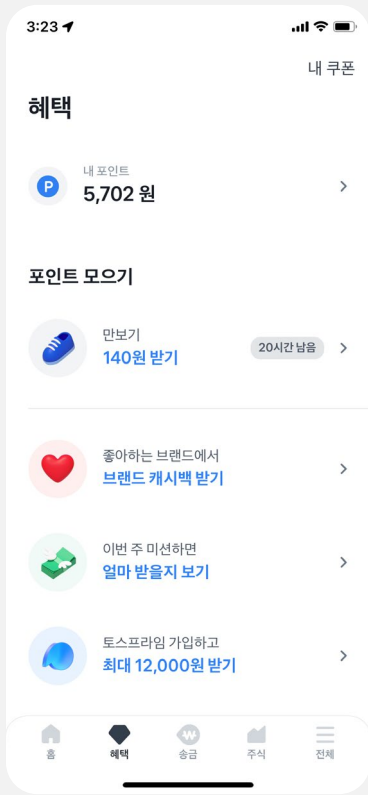 3:23
내 쿠폰
혜택
내 포인트
P
5,702 원
포인트 모으기
만보기
140원 받기
20시간 남음
좋아하는 브랜드에서
브랜드 캐시백 받기
이번 주 미션하면
얼마 받을지 보기
토스프라임 가입하고
최대 12,000원 받기
홈
혜택
송금
주식
전체